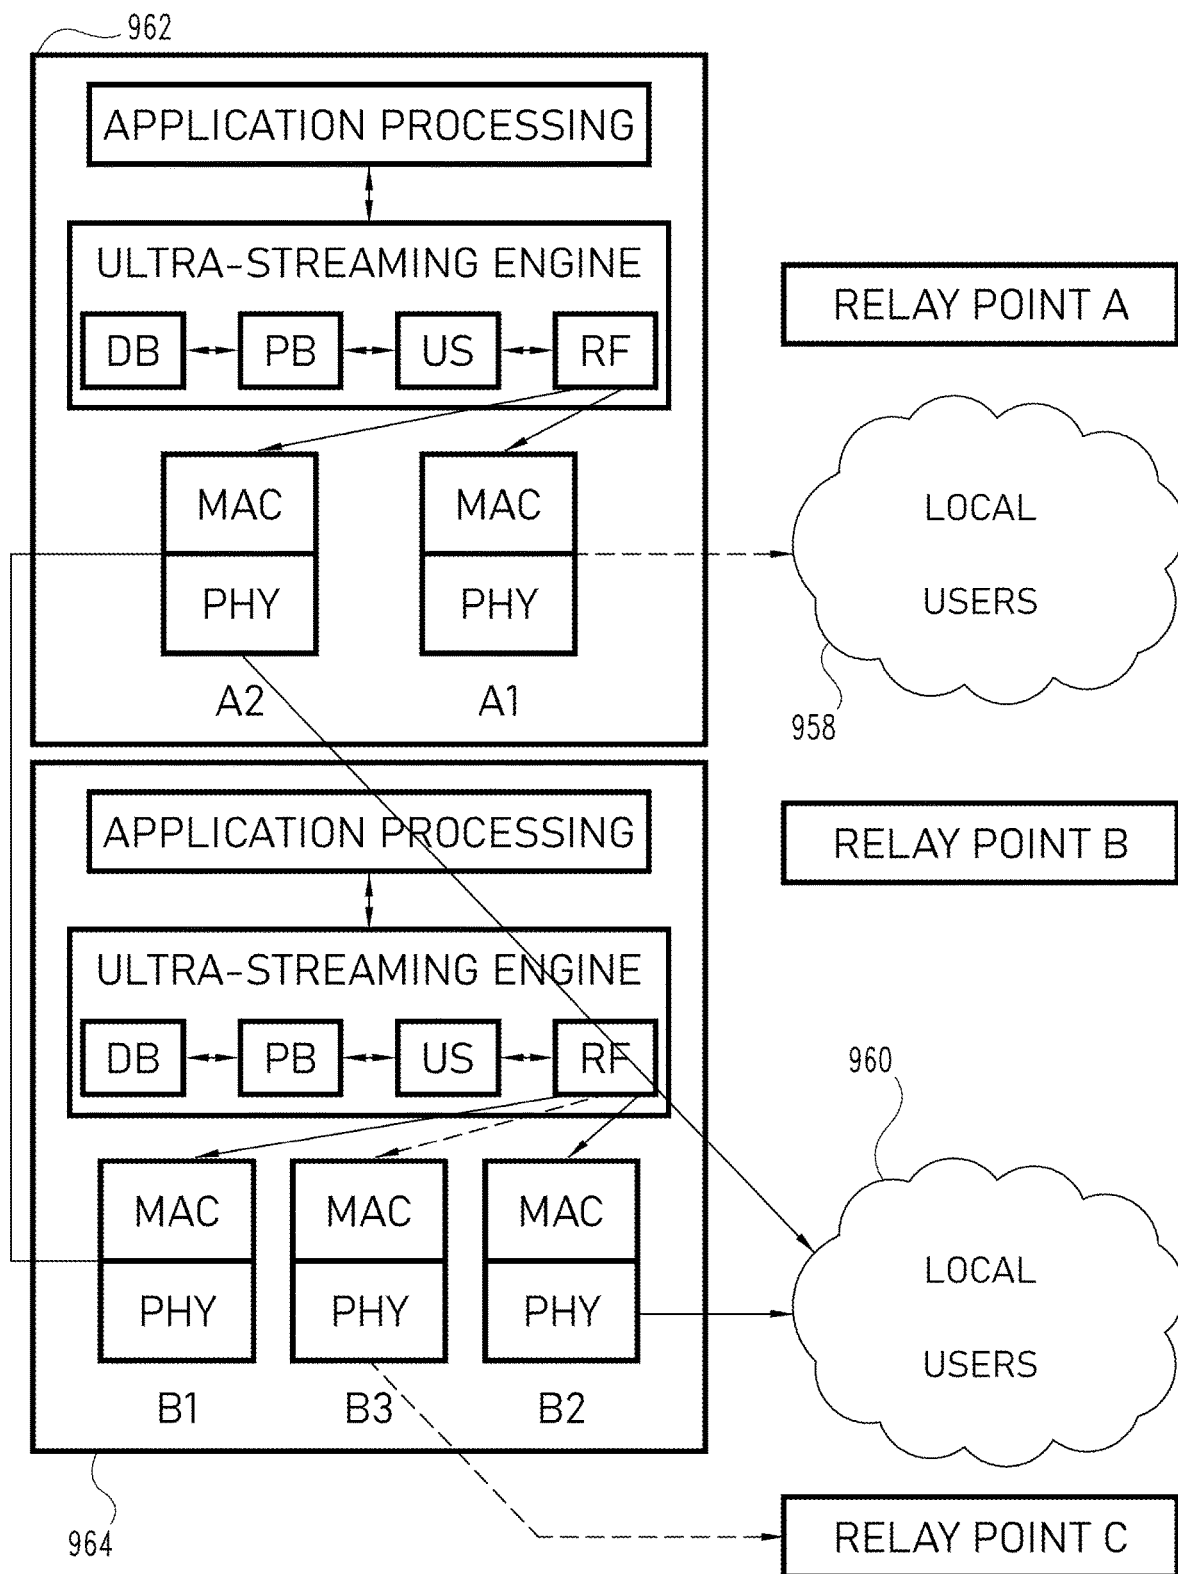 962
APPLICATION PROCESSING
ULTRA-STREAMING ENGINE
DB PB US RF
MAC MAC
PHY PHY
A2 A1
RELAY POINT A
LOCAL
USERS
958
APPLICATION PROCESSING
ULTRA-STREAMING ENGINE
DB PB US RF
MAC MAC MAC
PHY PHY PHY
B1 B3 B2
964
RELAY POINT B
960
LOCAL
USERS
RELAY POINT C